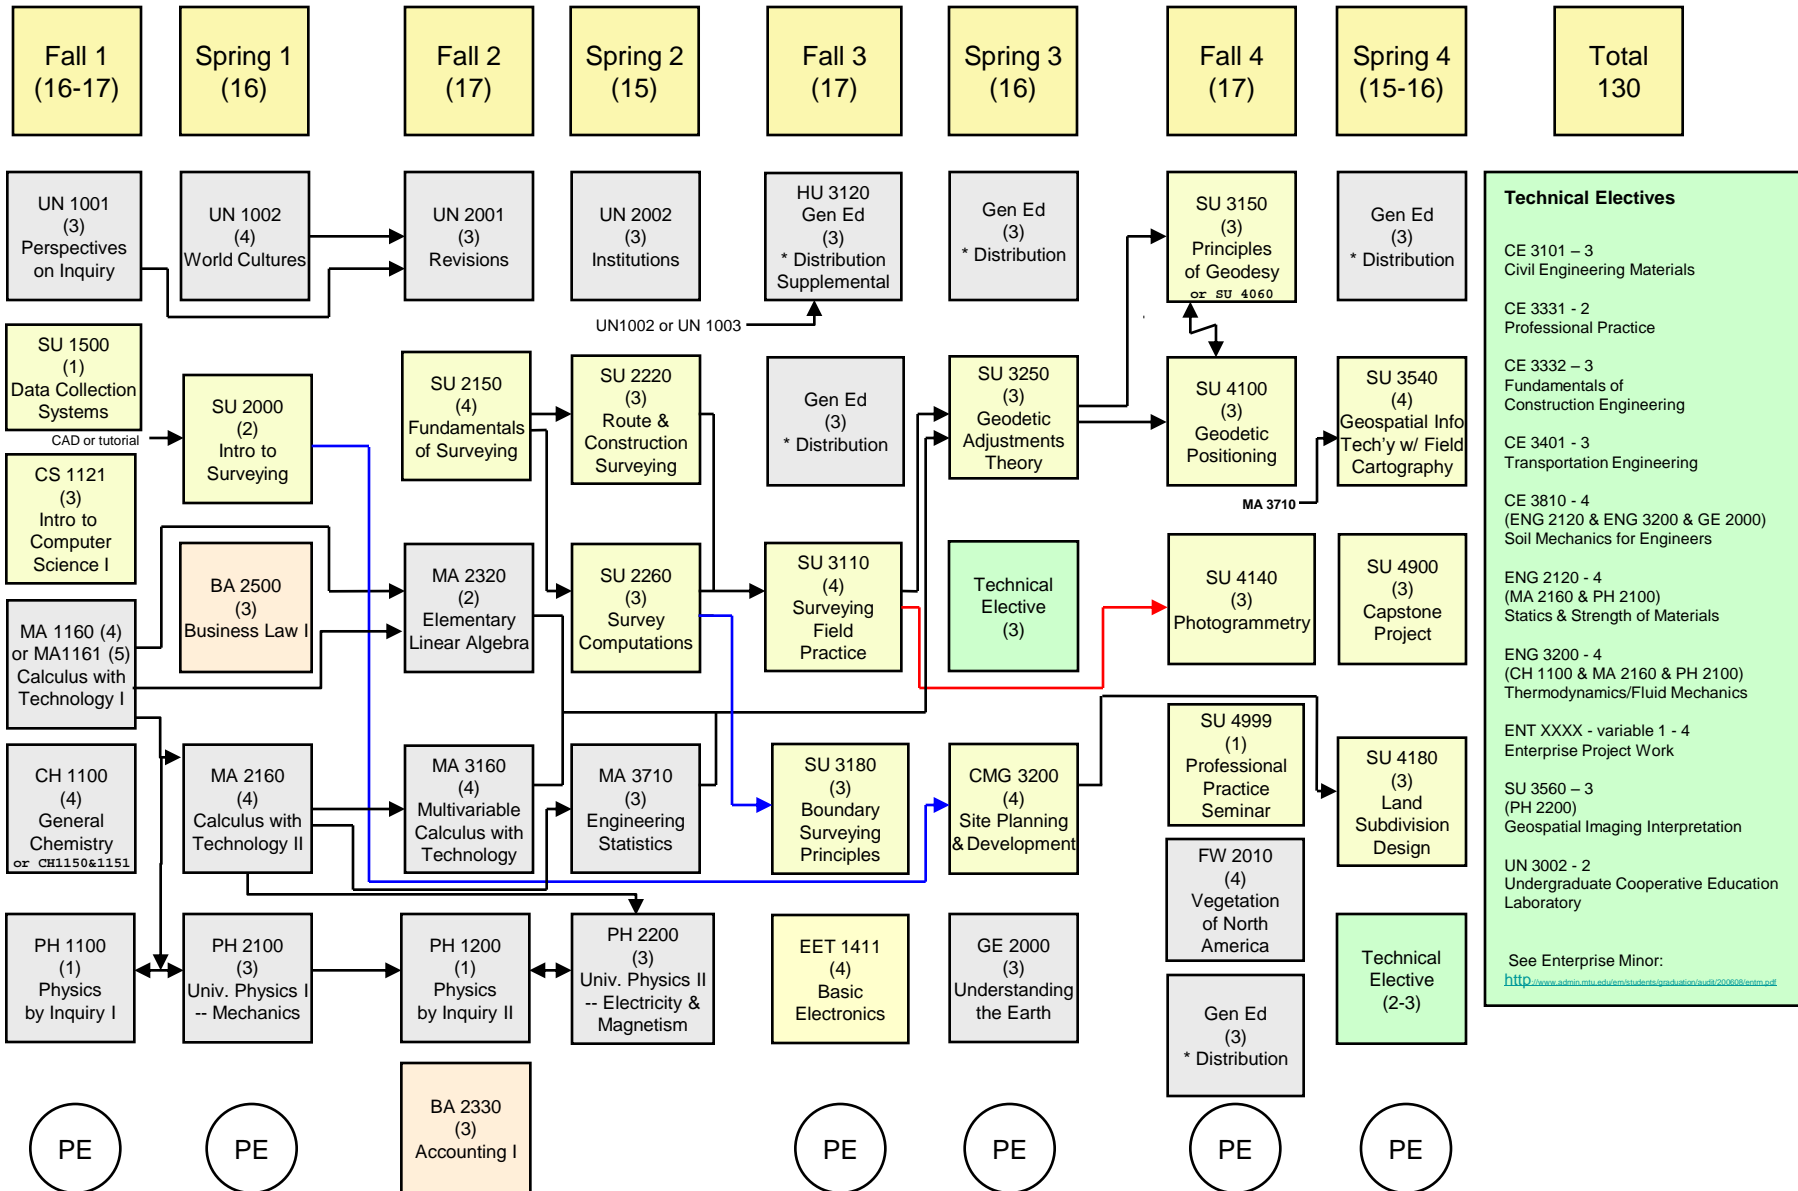 Fall 1
(16-17)
Spring 1
(16)
Fall 2
(17)
Spring 2
(15)
Fall 3
(17)
Spring 3
(16)
Fall 4
(17)
Spring 4
(15-16)
Total
130
UN 1001
(3)
Perspectives
on Inquiry
UN 1002
(4)
World Cultures
UN 2001
(3)
Revisions
UN 2002
(3)
Institutions
HU 3120
Gen Ed
(3)
* Distribution
Supplemental
Gen Ed
(3)
* Distribution
SU 3150
(3)
Principles
of Geodesy
or SU 4060
Gen Ed
(3)
* Distribution
UN1002 or UN 1003
SU 1500
(1)
Data Collection
Systems
CAD or tutorial
SU 2000
(2)
Intro to
Surveying
SU 2150
(4)
Fundamentals
of Surveying
SU 2220
(3)
Route &
Construction
Surveying
Gen Ed
(3)
* Distribution
SU 3250
(3)
Geodetic
Adjustments
Theory
SU 4100
(3)
Geodetic
Positioning
SU 3540
(4)
Geospatial Info
Tech'y w/ Field
Cartography
MA 3710
CS 1121
(3)
Intro to
Computer
Science I
BA 2500
(3)
Business Law I
MA 2320
(2)
Elementary
Linear Algebra
SU 2260
(3)
Survey
Computations
SU 3110
(4)
Surveying
Field
Practice
Technical
Elective
(3)
SU 4140
(3)
Photogrammetry
SU 4900
(3)
Capstone
Project
MA 1160 (4)
or MA1161 (5)
Calculus with
Technology I
CH 1100
(4)
General
Chemistry
or CH1150&1151
MA 2160
(4)
Calculus with
Technology II
MA 3160
(4)
Multivariable
Calculus with
Technology
MA 3710
(3)
Engineering
Statistics
SU 3180
(3)
Boundary
Surveying
Principles
CMG 3200
(4)
Site Planning
& Development
SU 4999
(1)
Professional
Practice
Seminar
SU 4180
(3)
Land
Subdivision
Design
FW 2010
(4)
Vegetation
of North
America
PH 1100
(1)
Physics
by Inquiry I
PH 2100
(3)
Univ. Physics I
-- Mechanics
PH 1200
(1)
Physics
by Inquiry II
PH 2200
(3)
Univ. Physics II
-- Electricity &
Magnetism
EET 1411
(4)
Basic
Electronics
GE 2000
(3)
Understanding
the Earth
Gen Ed
(3)
* Distribution
Technical
Elective
(2-3)
BA 2330
(3)
Accounting I
PE
PE
PE
PE
PE
PE
Technical Electives
CE 3101 – 3
Civil Engineering Materials
CE 3331 - 2
Professional Practice
CE 3332 – 3
Fundamentals of
Construction Engineering
CE 3401 - 3
Transportation Engineering
CE 3810 - 4
(ENG 2120 & ENG 3200 & GE 2000)
Soil Mechanics for Engineers
ENG 2120 - 4
(MA 2160 & PH 2100)
Statics & Strength of Materials
ENG 3200 - 4
(CH 1100 & MA 2160 & PH 2100)
Thermodynamics/Fluid Mechanics
ENT XXXX - variable 1 - 4
Enterprise Project Work
SU 3560 – 3
(PH 2200)
Geospatial Imaging Interpretation
UN 3002 - 2
Undergraduate Cooperative Education
Laboratory
See Enterprise Minor:
http://www.admin.mtu.edu/em/students/graduation/audit/200608/entm.pdf